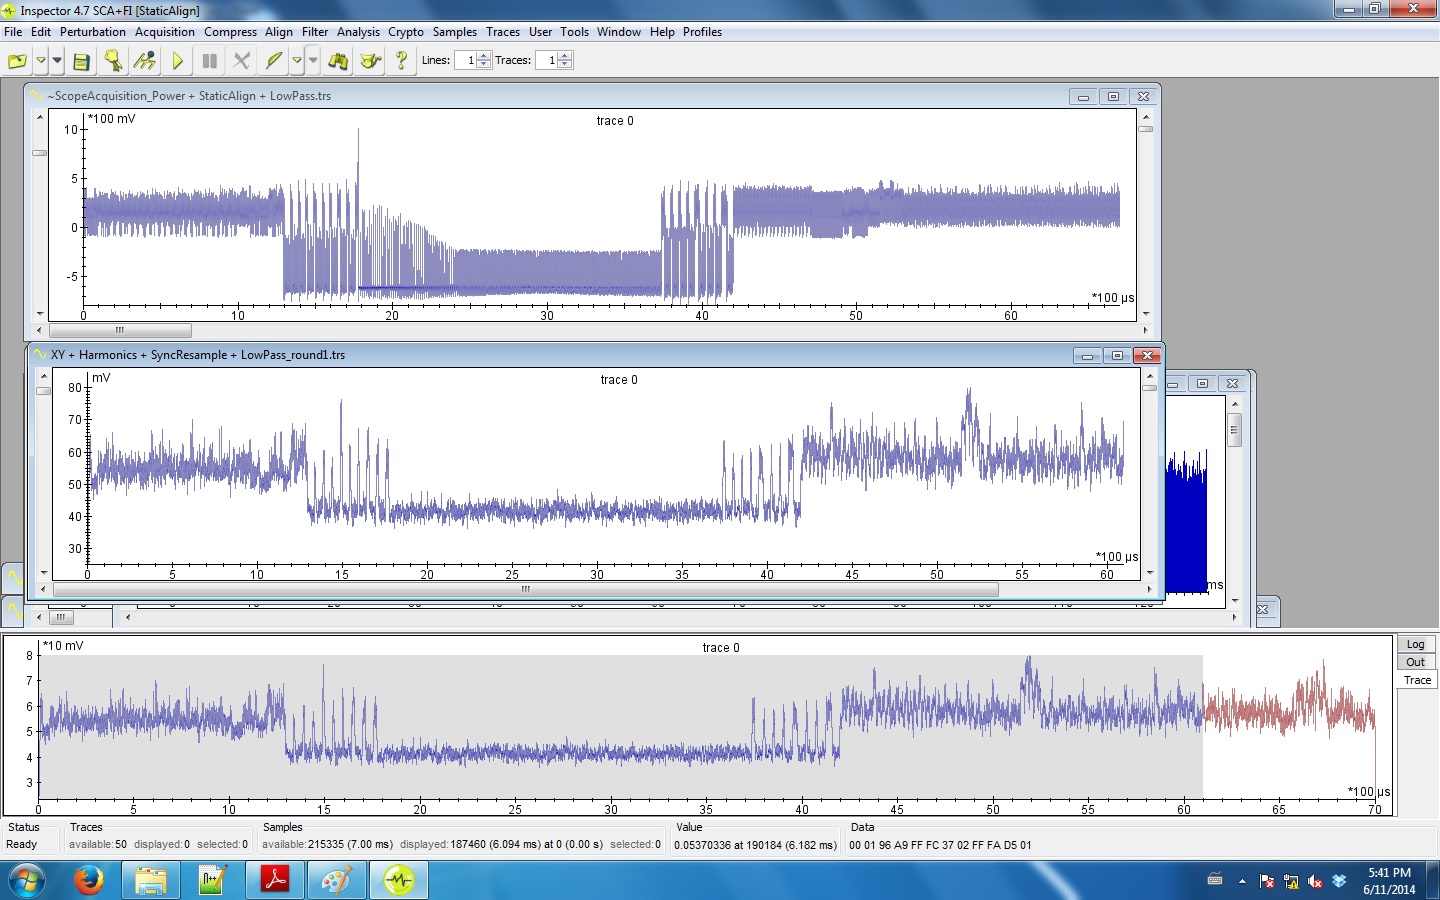 Inspector 4.7 SCA+FI [StaticAlign]
File Edit Perturbation Acquisition Compress Align Filter Analysis Crypto Samples Traces User Tools Window Help Profiles
Lines: 1 Traces: 1
~ScopeAcquisition_Power + StaticAlign + LowPass.trs
*100 mV
trace 0
10
5
0
-5
*100 µs
0 10 20 30 40 50 60
XY + Harmonics + SyncResample + LowPass_round1.trs
mV
trace 0
80
70
60
50
40
30
*100 µs
0 5 10 15 20 25 30 35 40 45 50 55 60
ms
*10 mV
trace 0
8
7
6
5
4
3
*100 µs
0 5 10 15 20 25 30 35 40 45 50 55 60 65 70
Log
Out
Trace
Status Traces Samples Value Data
Ready available: 50 displayed: 0 selected: 0 available: 215335 (7.00 ms) displayed: 187460 (6.094 ms) at 0 (0.00 s) selected: 0 0.05370336 at 190184 (6.182 ms) 00 01 96 A9 FF FC 37 02 FF FA D5 01
5:41 PM
6/11/2014